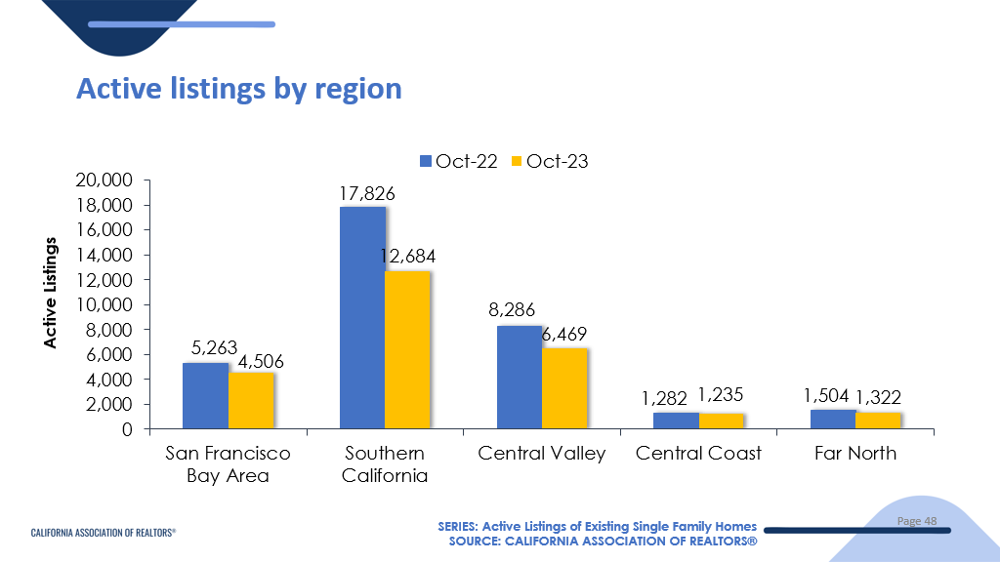 Active listings by region
Oct-22 Oct-23
Active Listings
20,000
18,000
16,000
14,000
12,000
10,000
8,000
6,000
4,000
2,000
0
5,263
4,506
17,826
12,684
8,286
6,469
1,282
1,235
1,504
1,322
San Francisco
Bay Area
Southern
California
Central Valley
Central Coast
Far North
CALIFORNIA ASSOCIATION OF REALTORS®
SERIES: Active Listings of Existing Single Family Homes
SOURCE: CALIFORNIA ASSOCIATION OF REALTORS®
Page 48